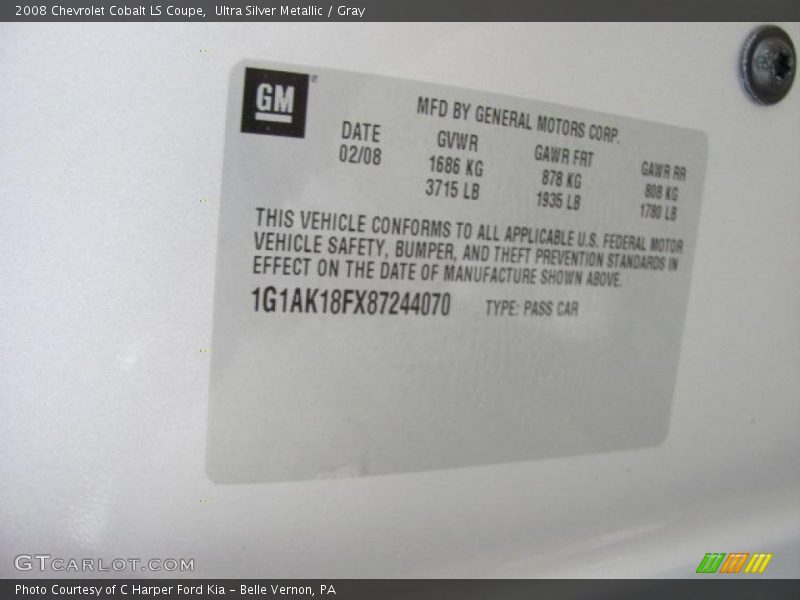 2008 Chevrolet Cobalt LS Coupe,  Ultra Silver Metallic / Gray
GM
MFD BY GENERAL MOTORS CORP.
DATE GVWR GAWR FRT GAWR RR
02/08 1686 KG 878 KG 808 KG
3715 LB 1935 LB 1780 LB
THIS VEHICLE CONFORMS TO ALL APPLICABLE U.S. FEDERAL MOTOR
VEHICLE SAFETY, BUMPER, AND THEFT PREVENTION STANDARDS IN
EFFECT ON THE DATE OF MANUFACTURE SHOWN ABOVE.
1G1AK18FX87244070 TYPE: PASS CAR
GTCARLOT.COM
Photo Courtesy of C Harper Ford Kia – Belle Vernon, PA